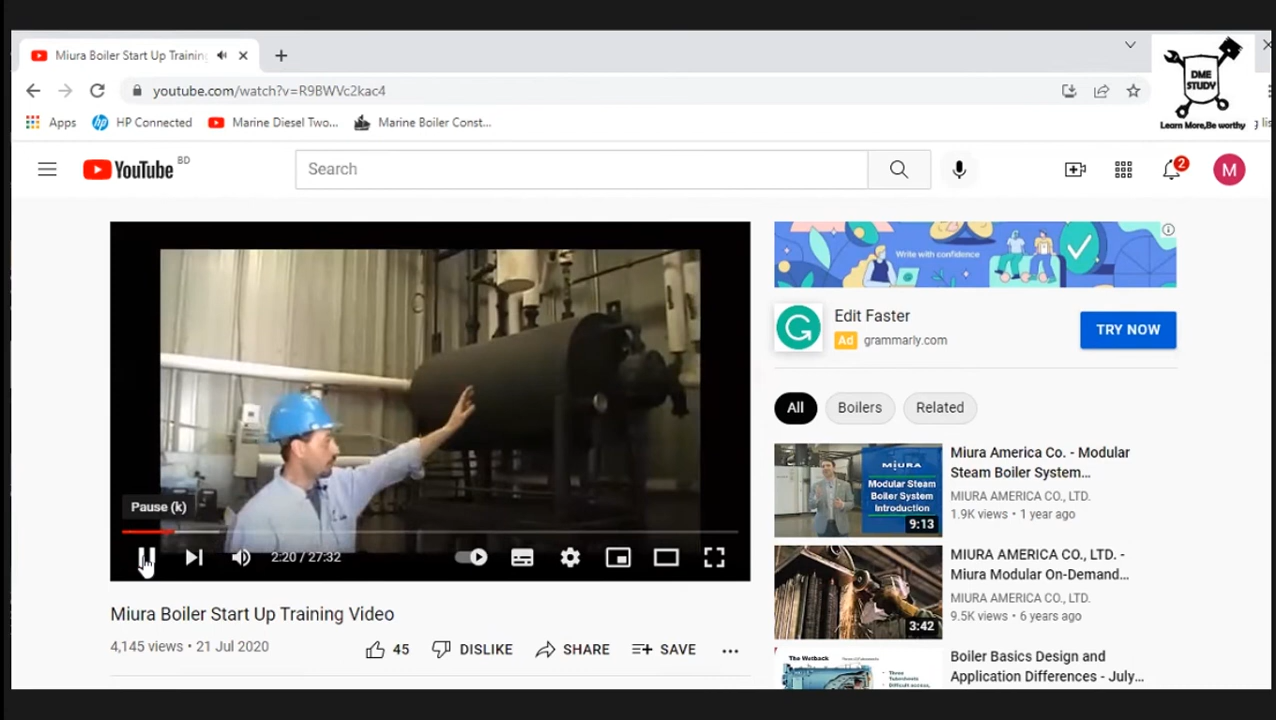 Miura Boiler Start Up Trainin
youtube.com/watch?v=R9BWVc2kac4
DME
STUDY
Learn More,Be worthy
Apps
HP Connected
Marine Diesel Two...
Marine Boiler Const...
YouTube BD
Search
2
M
Write with confidence
Edit Faster
Ad grammarly.com
TRY NOW
All
Boilers
Related
Pause (k)
2:20 / 27:32
Miura Boiler Start Up Training Video
4,145 views • 21 Jul 2020
45
DISLIKE
SHARE
SAVE
MIURA
Modular Steam
Boiler System
Introduction
9:13
Miura America Co. - Modular
Steam Boiler System...
MIURA AMERICA CO., LTD.
1.9K views • 1 year ago
3:42
MIURA AMERICA CO., LTD. -
Miura Modular On-Demand...
MIURA AMERICA CO., LTD.
9.5K views • 6 years ago
The Wetback
Boiler Basics Design and
Application Differences - July...